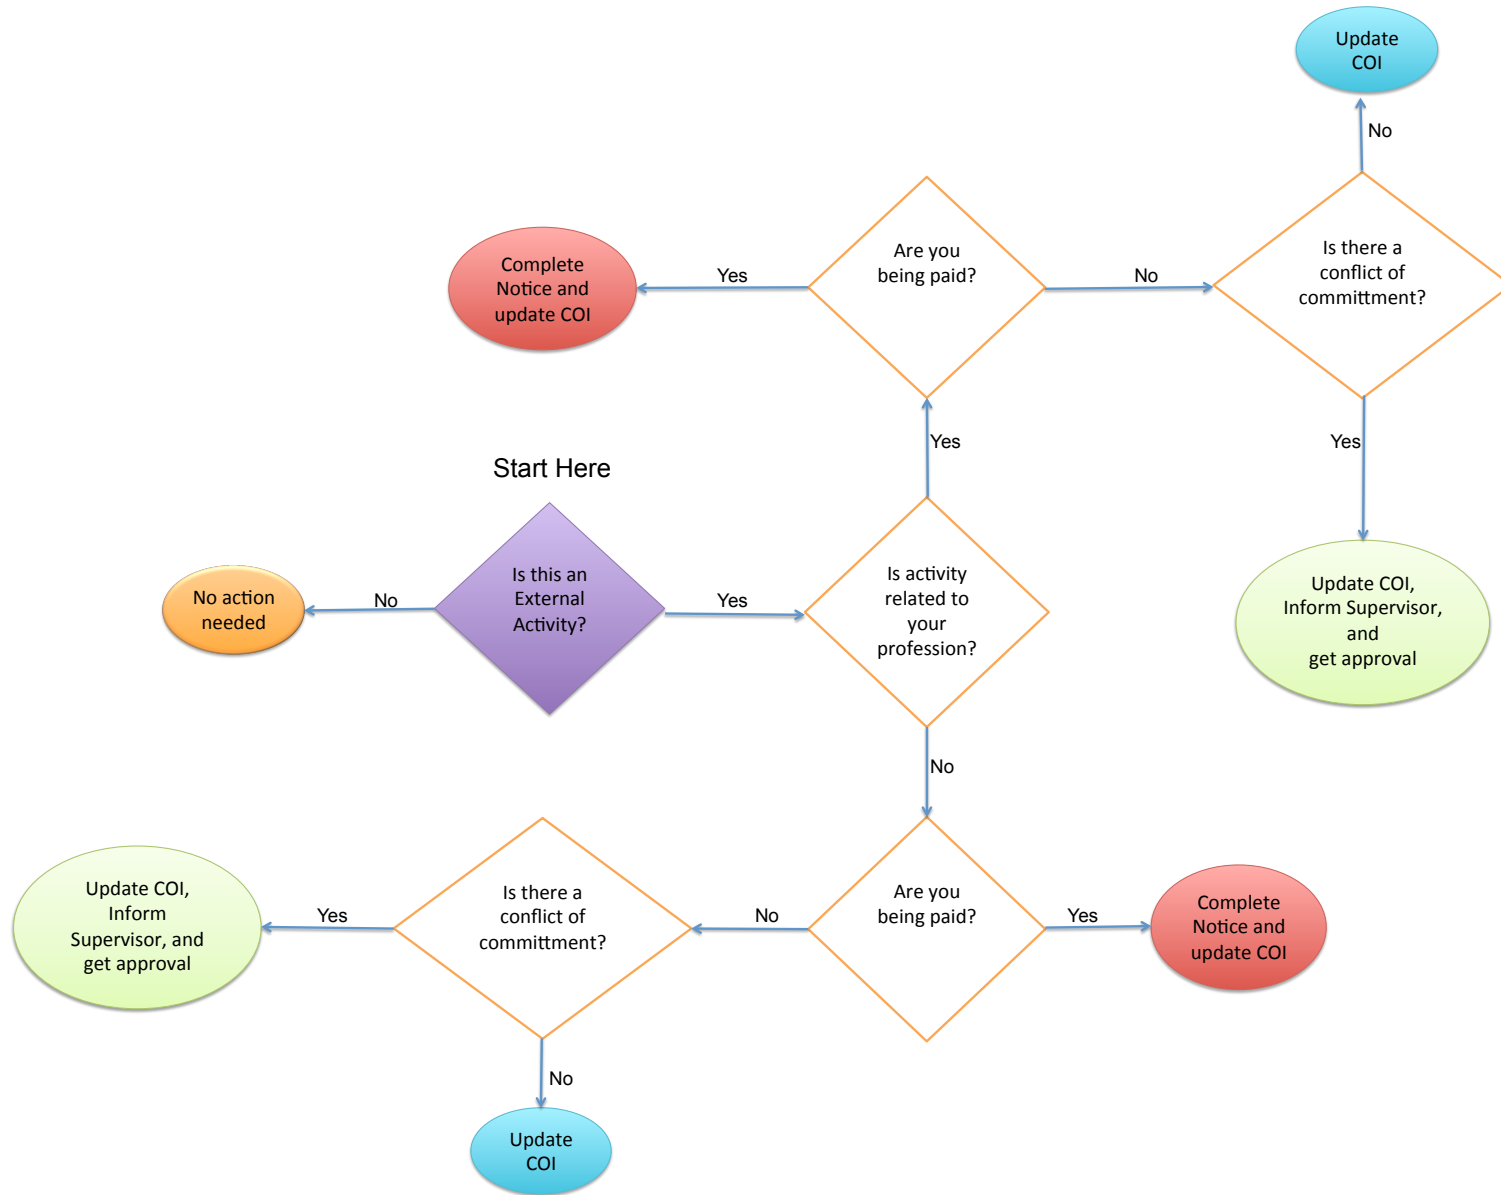 Update
COI
No
Are you
being paid?
Is there a
conflict of
committment?
Complete
Notice and
update COI
Yes
No
Yes
Yes
Start Here
Is this an
External
Activity?
Is activity
related to
your
profession?
No action
needed
No
Yes
Update COI,
Inform Supervisor,
and
get approval
No
Update COI,
Inform
Supervisor, and
get approval
Yes
Is there a
conflict of
committment?
No
Are you
being paid?
Yes
Complete
Notice and
update COI
No
Update
COI